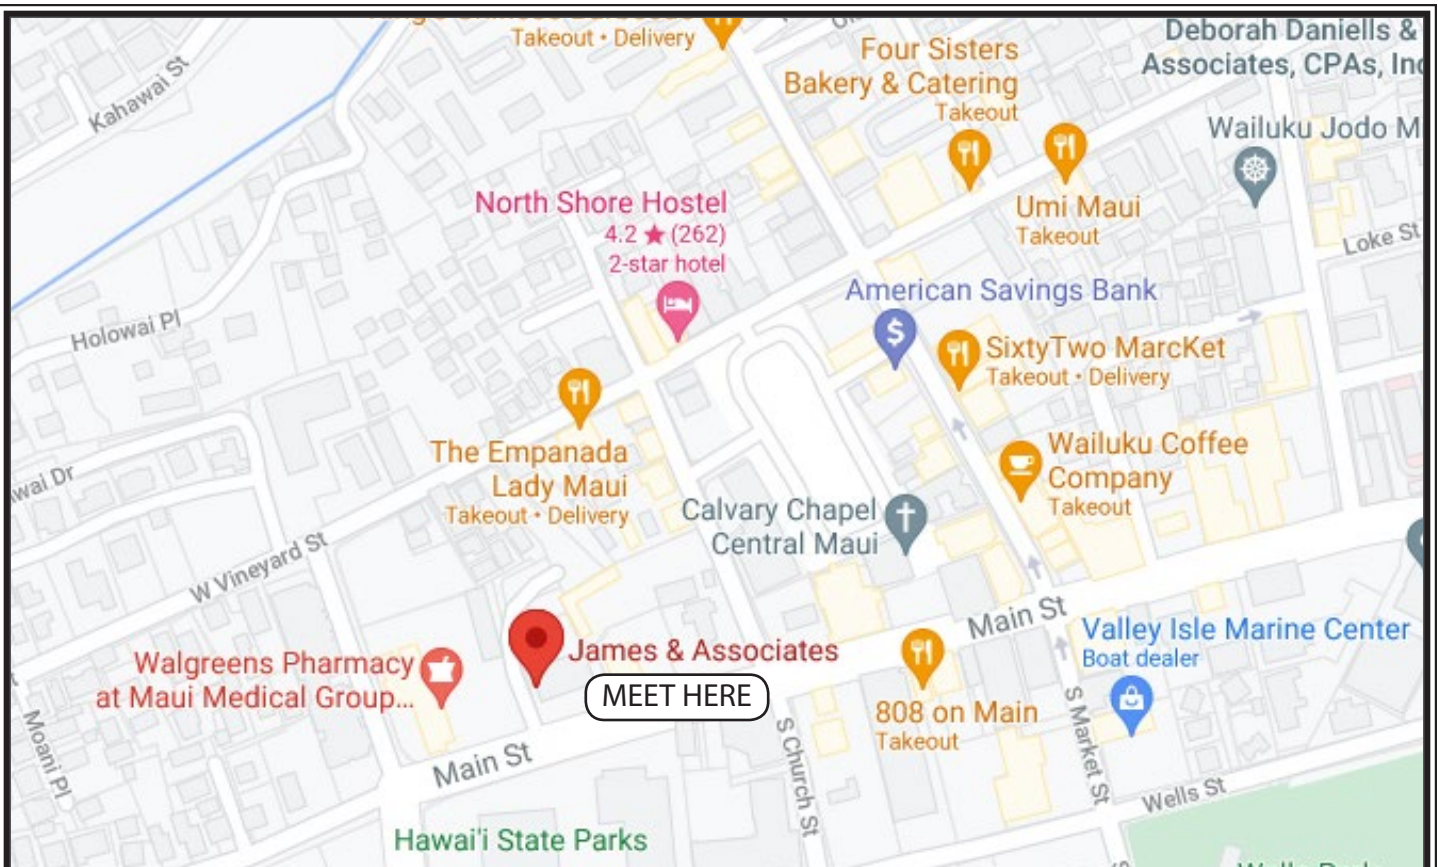 Takeout • Delivery
Kahawai St
Four Sisters
Bakery & Catering
Takeout
Deborah Daniells &
Associates, CPAs, Inc
Wailuku Jodo M
North Shore Hostel
4.2 ★ (262)
2-star hotel
Umi Maui
Takeout
Loke St
American Savings Bank
Holowai Pl
SixtyTwo MarcKet
Takeout • Delivery
The Empanada
Lady Maui
Takeout • Delivery
wai Dr
Wailuku Coffee
Company
Takeout
Calvary Chapel
Central Maui
W Vineyard St
Main St
Valley Isle Marine Center
Boat dealer
James & Associates
MEET HERE
Walgreens Pharmacy
at Maui Medical Group...
808 on Main
Takeout
Moani Pl
Main St
S Church St
S Market St
Wells St
Hawai'i State Parks